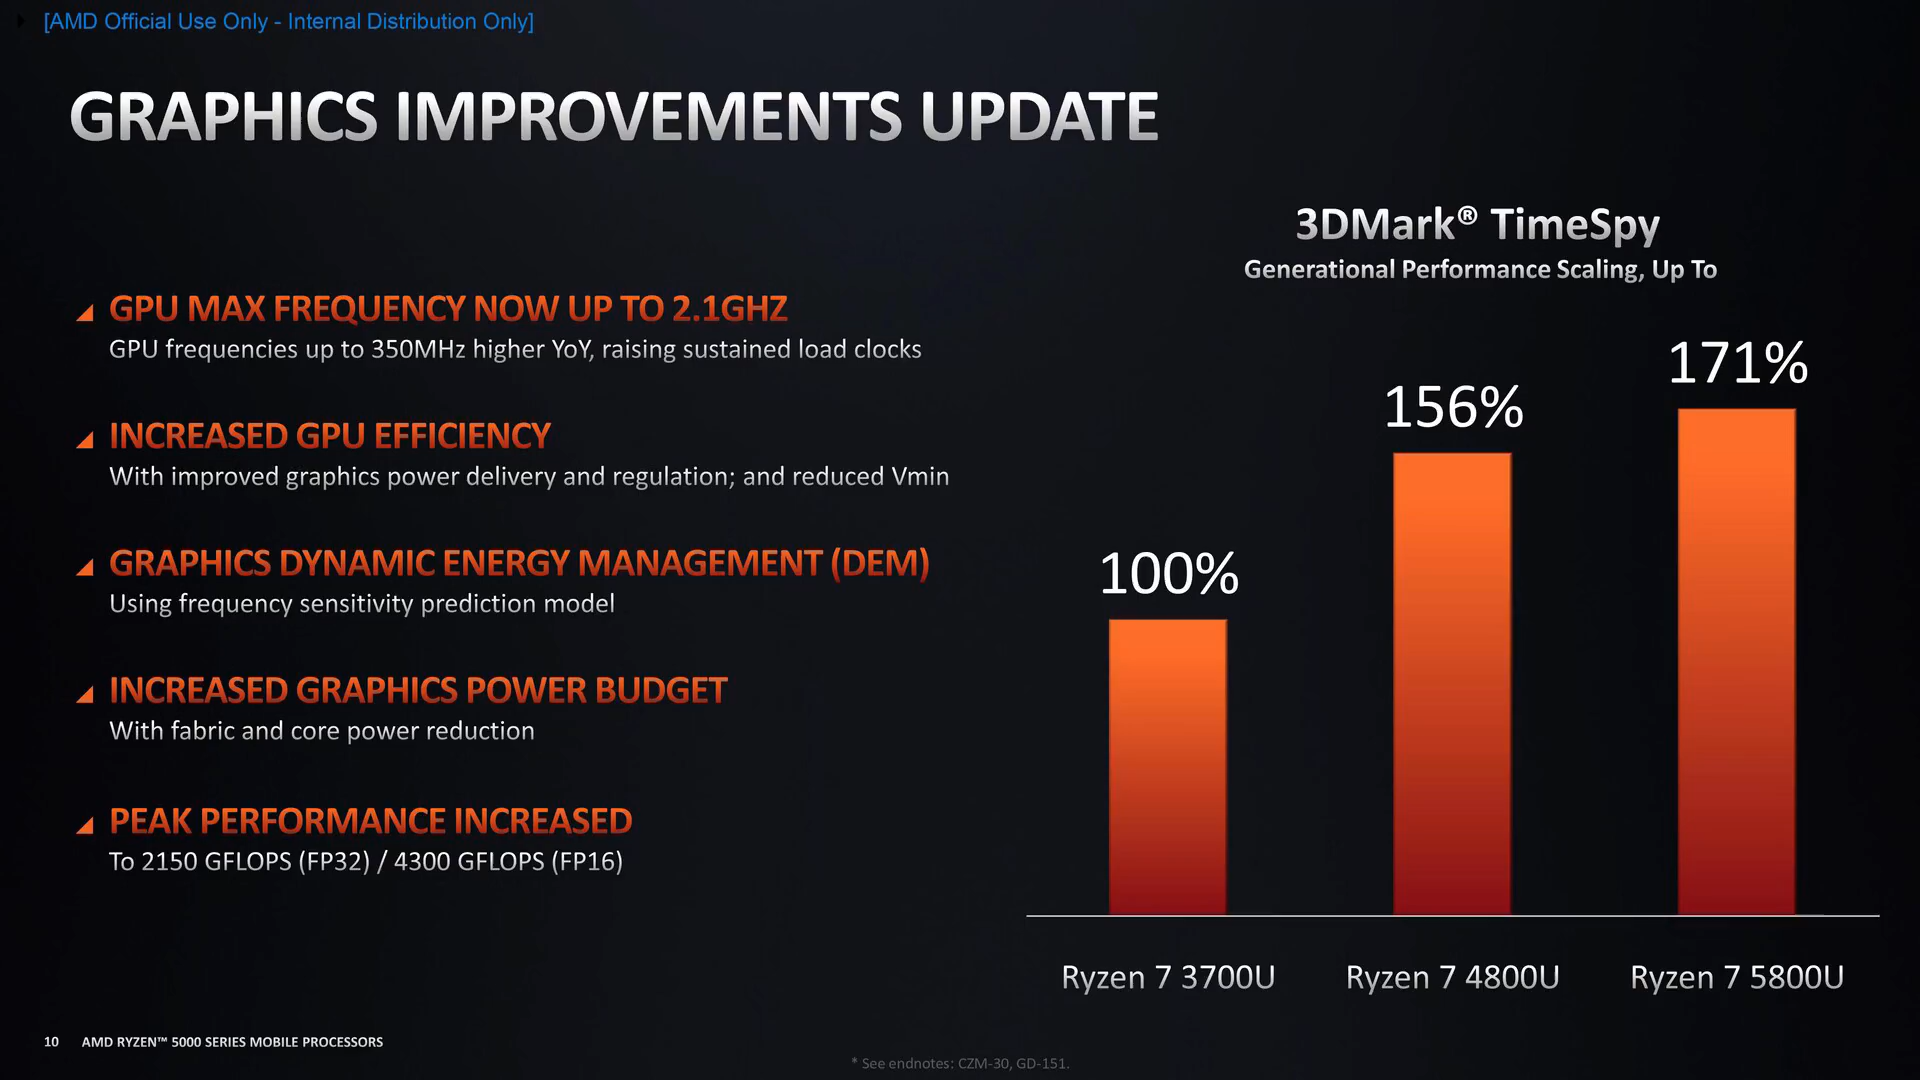 [AMD Official Use Only - Internal Distribution Only]
GRAPHICS IMPROVEMENTS UPDATE
GPU MAX FREQUENCY NOW UP TO 2.1GHZ
GPU frequencies up to 350MHz higher YoY, raising sustained load clocks
INCREASED GPU EFFICIENCY
With improved graphics power delivery and regulation; and reduced Vmin
GRAPHICS DYNAMIC ENERGY MANAGEMENT (DEM)
Using frequency sensitivity prediction model
INCREASED GRAPHICS POWER BUDGET
With fabric and core power reduction
PEAK PERFORMANCE INCREASED
To 2150 GFLOPS (FP32) / 4300 GFLOPS (FP16)
3DMark® TimeSpy
Generational Performance Scaling, Up To
100%
156%
171%
Ryzen 7 3700U
Ryzen 7 4800U
Ryzen 7 5800U
10 AMD RYZEN™ 5000 SERIES MOBILE PROCESSORS
* See endnotes: CZM-30, GD-151.